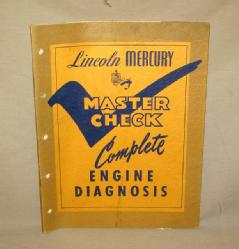 Lincoln MERCURY
MASTER
CHECK
Complete
ENGINE
DIAGNOSIS